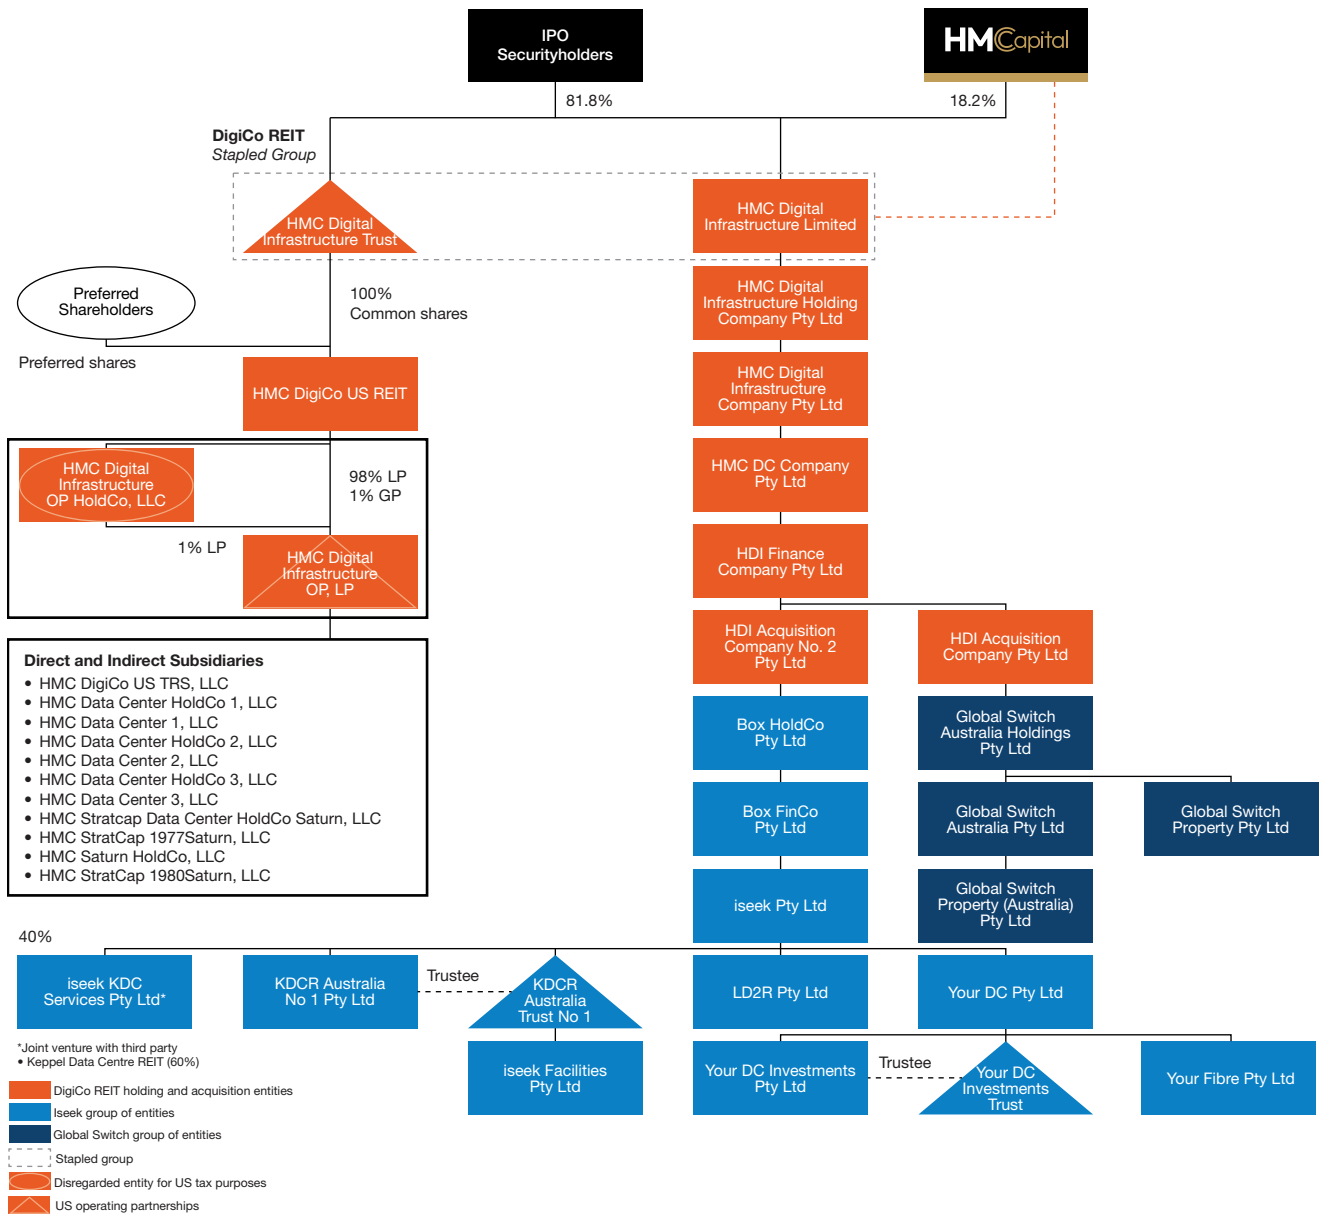 IPO
Securityholders
HMCCapital
81.8%
18.2%
DigiCo REIT
Stapled Group
HMC Digital
Infrastructure Trust
HMC Digital
Infrastructure Limited
Preferred
Shareholders
100%
Common shares
HMC Digital
Infrastructure Holding
Company Pty Ltd
Preferred shares
HMC DigiCo US REIT
HMC Digital
Infrastructure
Company Pty Ltd
HMC Digital
Infrastructure
OP HoldCo, LLC
98% LP
1% GP
HMC DC Company
Pty Ltd
1% LP
HMC Digital
Infrastructure
OP, LP
HDI Finance
Company Pty Ltd
HDI Acquisition
Company No. 2
Pty Ltd
HDI Acquisition
Company Pty Ltd
Direct and Indirect Subsidiaries
• HMC DigiCo US TRS, LLC
• HMC Data Center HoldCo 1, LLC
• HMC Data Center 1, LLC
• HMC Data Center HoldCo 2, LLC
• HMC Data Center 2, LLC
• HMC Data Center HoldCo 3, LLC
• HMC Data Center 3, LLC
• HMC Stratcap Data Center HoldCo Saturn, LLC
• HMC StratCap 1977Saturn, LLC
• HMC Saturn HoldCo, LLC
• HMC StratCap 1980Saturn, LLC
Box HoldCo
Pty Ltd
Global Switch
Australia Holdings
Pty Ltd
Box FinCo
Pty Ltd
Global Switch
Australia Pty Ltd
Global Switch
Property Pty Ltd
iseek Pty Ltd
Global Switch
Property (Australia)
Pty Ltd
40%
iseek KDC
Services Pty Ltd*
KDCR Australia
No 1 Pty Ltd
Trustee
KDCR
Australia
Trust No 1
LD2R Pty Ltd
Your DC Pty Ltd
*Joint venture with third party
• Keppel Data Centre REIT (60%)
iseek Facilities
Pty Ltd
Your DC Investments
Pty Ltd
Trustee
Your DC
Investments
Trust
Your Fibre Pty Ltd
DigiCo REIT holding and acquisition entities
Iseek group of entities
Global Switch group of entities
Stapled group
Disregarded entity for US tax purposes
US operating partnerships